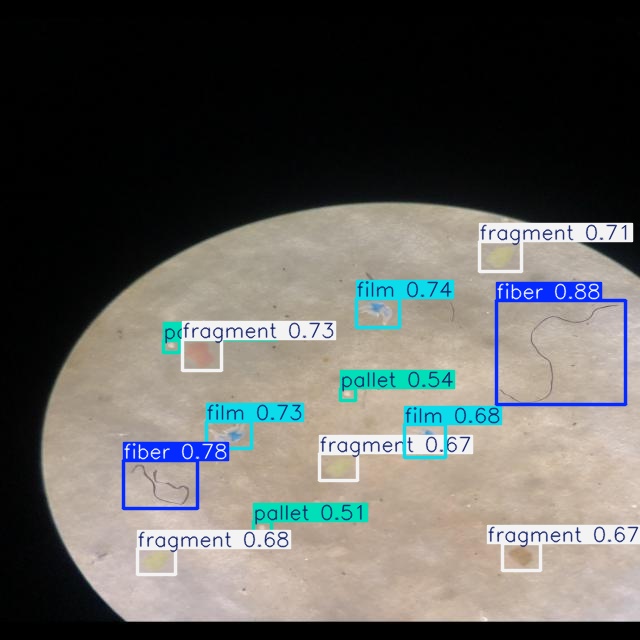 fragment 0.71
film 0.74
fiber 0.88
fragment 0.73
pallet 0.54
film 0.73
film 0.68
fragment 0.67
fiber 0.78
pallet 0.51
fragment 0.68
fragment 0.67